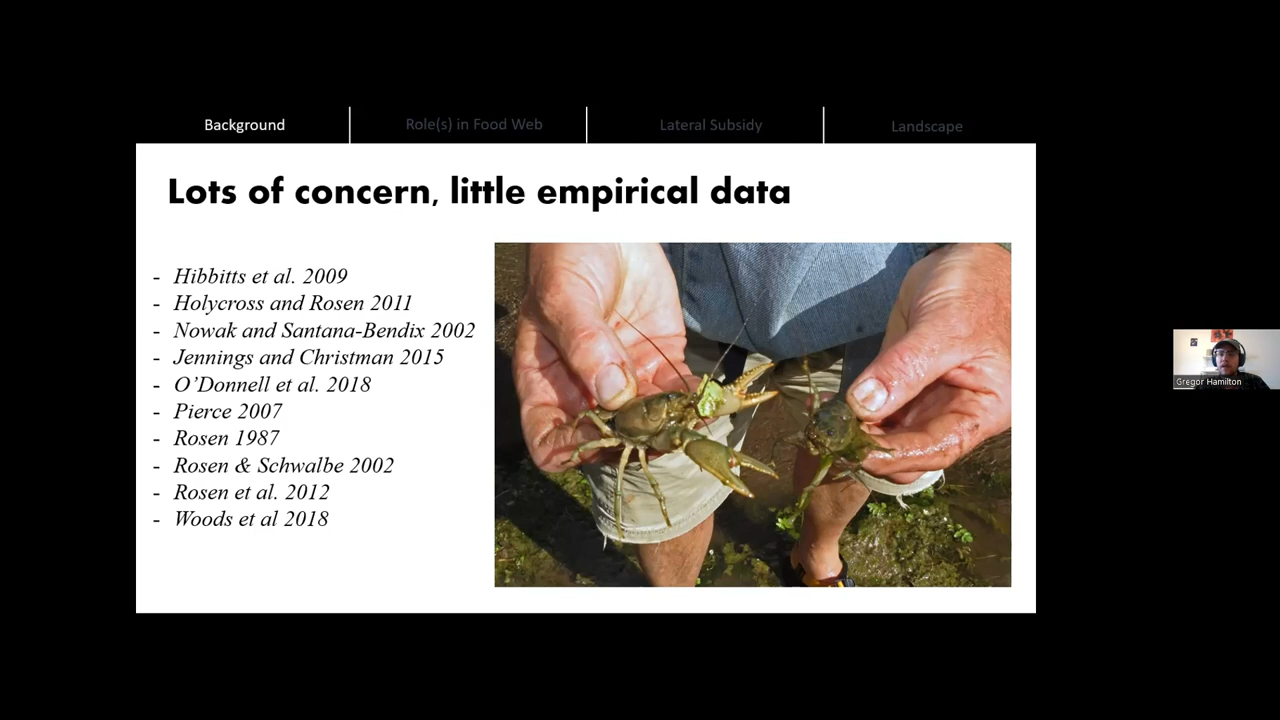 Background
Role(s) in Food Web
Lateral Subsidy
Landscape
Lots of concern, little empirical data
- Hibbitts et al. 2009
- Holycross and Rosen 2011
- Nowak and Santana-Bendix 2002
- Jennings and Christman 2015
- O'Donnell et al. 2018
- Pierce 2007
- Rosen 1987
- Rosen & Schwalbe 2002
- Rosen et al. 2012
- Woods et al 2018
Gregor Hamilton